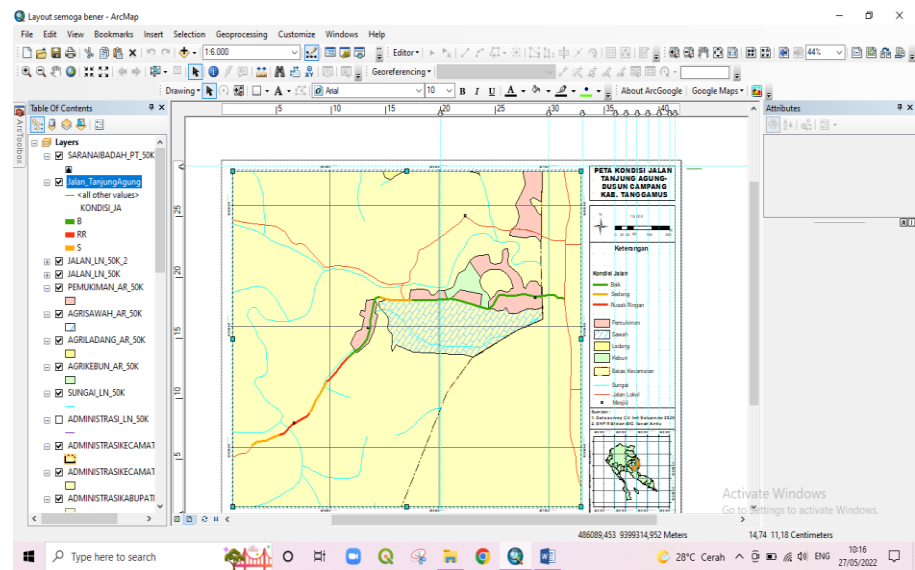 Layout semoga bener - ArcMap
File Edit View Bookmarks Insert Selection Geoprocessing Customize Windows Help
1:6.000
Editor
44%
Georeferencing
Drawing
Arial
10
B I U A
About ArcGoogle Google Maps
Table Of Contents
Attributes
ArcToolbox
Layers
SARANAIBADAH_PT_50K
Jalan_TanjungAgung
<all other values>
KONDISI_JA
B
RR
S
JALAN_LN_50K_2
JALAN_LN_50K
PEMUKIMAN_AR_50K
AGRISAWAH_AR_50K
AGRILADANG_AR_50K
AGRIKEBUN_AR_50K
SUNGAI_LN_50K
ADMINISTRASI_LN_50K
ADMINISTRASIKECAMAT
ADMINISTRASIKECAMAT
ADMINISTRASIKABUPATI
5 10 15 20 25 30 35 40
25
20
15
10
5
PETA KONDISI JALAN
TANJUNG AGUNG-
DUSUN CAMPANG
KAB. TANGGAMUS
Keterangan
Kondisi Jalan
Baik
Sedang
Rusak Ringan
Pemukiman
Sawah
Ladang
Kebun
Batas Kecamatan
Sungai
Jalan Lokal
Masjid
Sumber :
Activate Windows
Go to Settings to activate Windows.
486089,453 9399314,952 Meters
14,74 11,18 Centimeters
Type here to search
28°C Cerah
ENG
10:16
27/05/2022